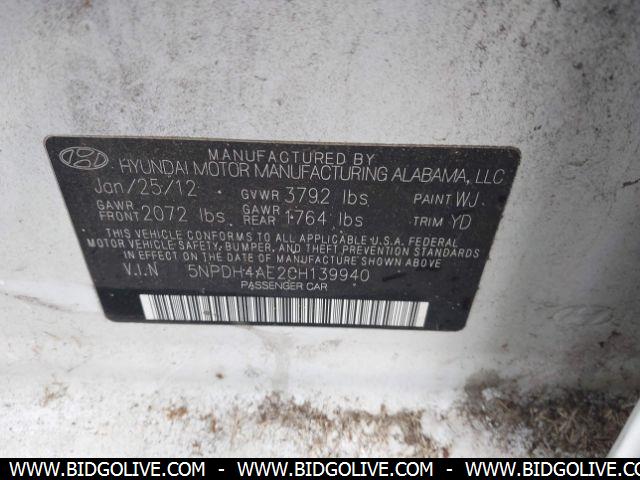 MANUFACTURED BY
HYUNDAI MOTOR MANUFACTURING ALABAMA, LLC
Jan/25/12 GVWR 3792 lbs PAINT WJ
GAWR FRONT 2072 lbs GAWR REAR 1764 lbs TRIM YD
THIS VEHICLE CONFORMS TO ALL APPLICABLE U.S.A. FEDERAL
MOTOR VEHICLE SAFETY, BUMPER, AND THEFT PREVENTION STANDARDS
IN EFFECT ON THE DATE OF MANUFACTURE SHOWN ABOVE.
V.I.N 5NPDH4AE2CH139940
PASSENGER CAR
WWW.BIDGOLIVE.COM - WWW.BIDGOLIVE.COM - WWW.BIDGOLIVE.COM